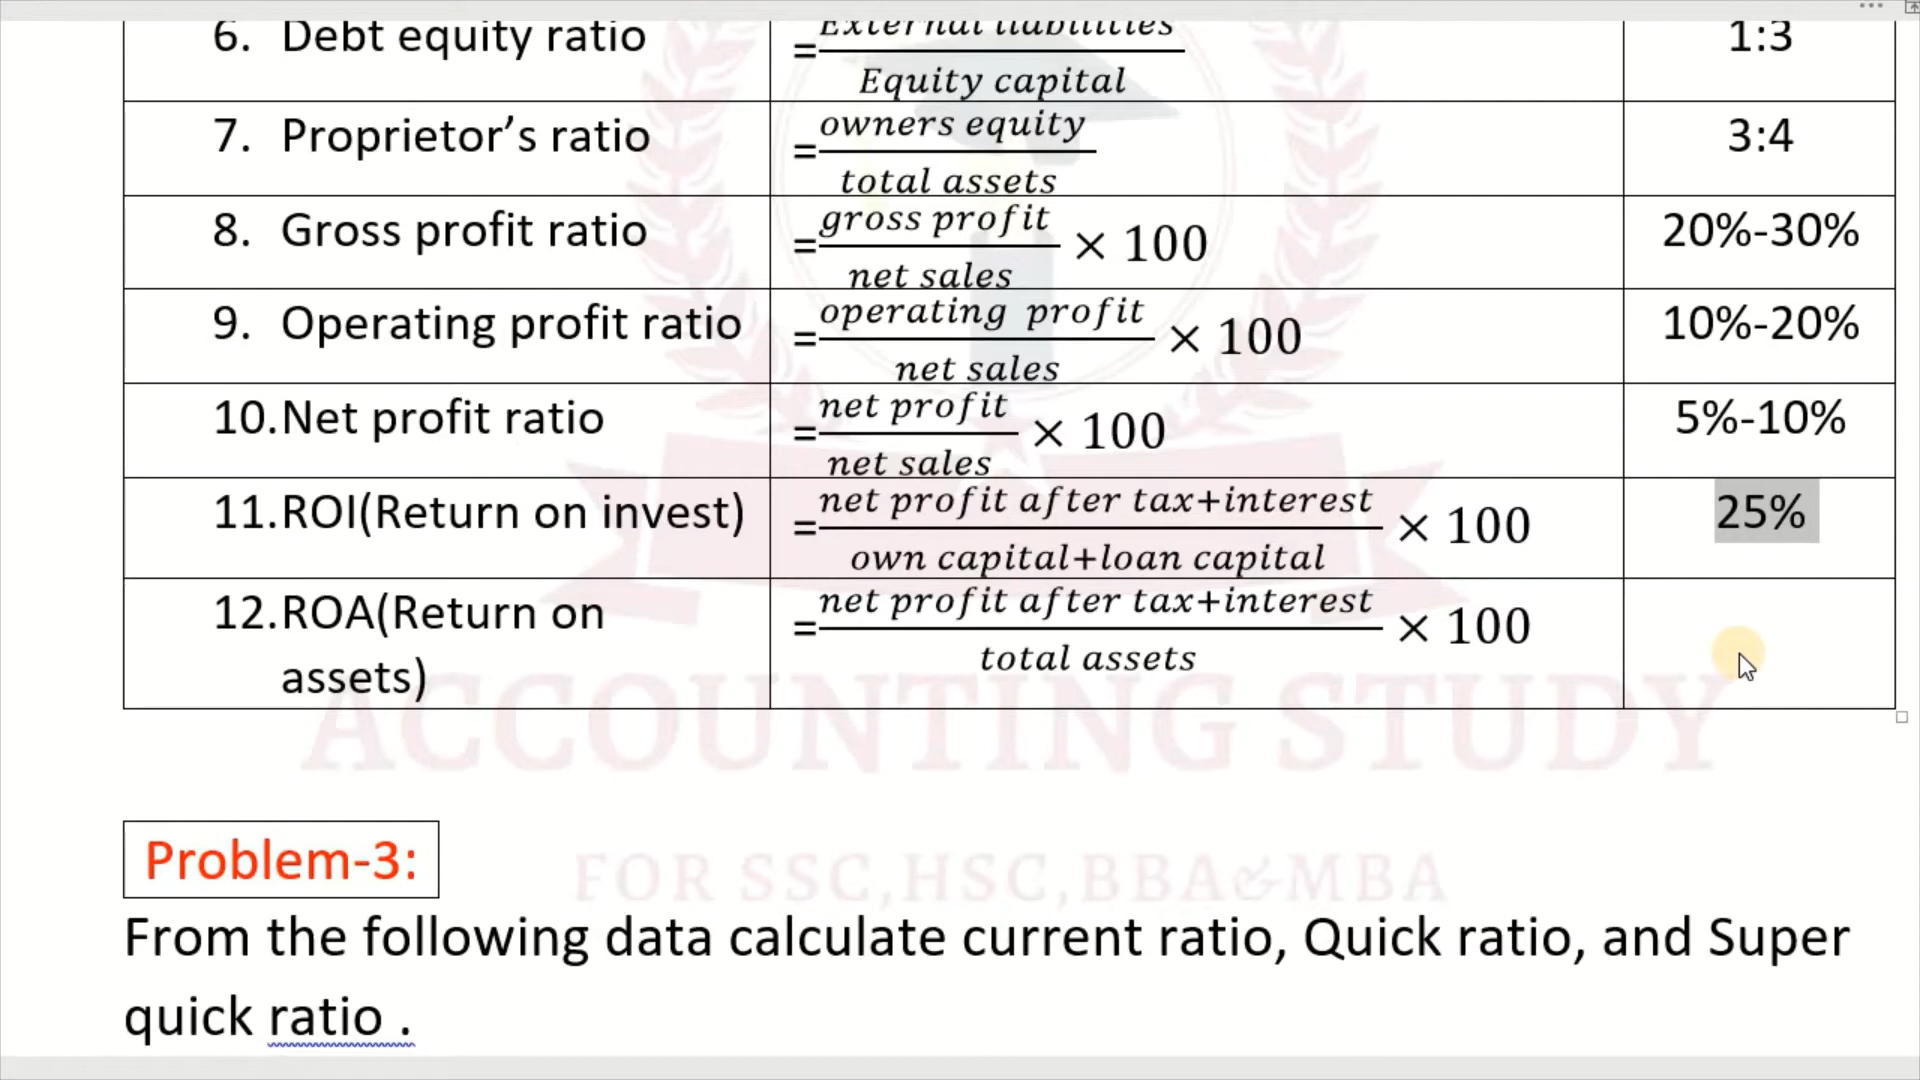 6. Debt equity ratio
=External liabilities
Equity capital
1:3
7. Proprietor’s ratio
=owners equity
total assets
3:4
8. Gross profit ratio
=gross profit × 100
net sales
20%-30%
9. Operating profit ratio
=operating profit × 100
net sales
10%-20%
10.Net profit ratio
=net profit × 100
net sales
5%-10%
11.ROI(Return on invest)
=net profit after tax+interest × 100
own capital+loan capital
25%
12.ROA(Return on
assets)
=net profit after tax+interest × 100
total assets
ACCOUNTING STUDY
Problem-3:
FOR SSC,HSC,BBA&MBA
From the following data calculate current ratio, Quick ratio, and Super
quick ratio .